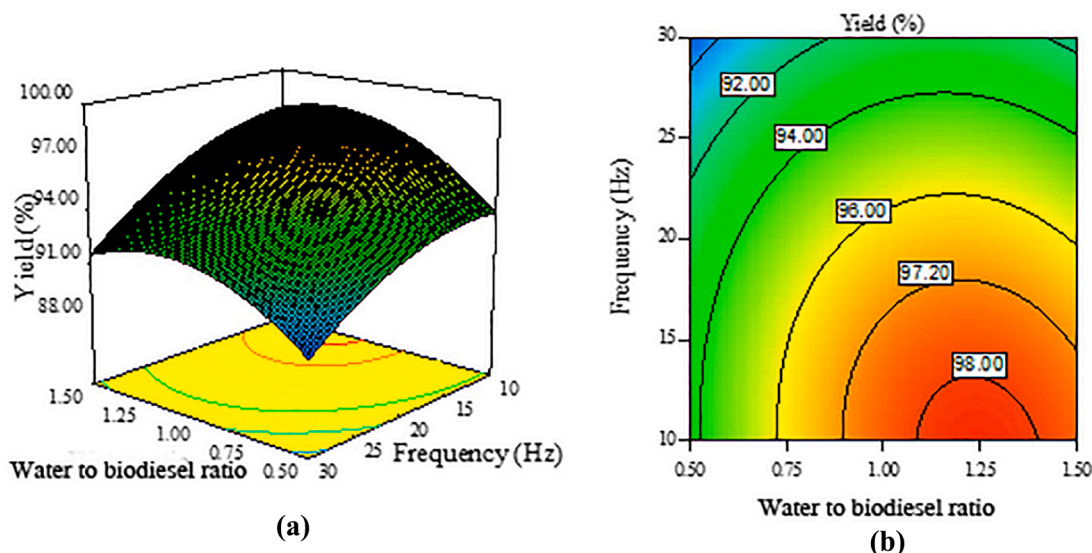 100.00
97.00
94.00
91.00
88.00
Yield (%)
1.50
1.25
1.00
0.75
0.50
Water to biodiesel ratio
10
15
20
25
30
Frequency (Hz)
(a)
Yield (%)
30
25
20
15
10
Frequency (Hz)
92.00
94.00
96.00
97.20
98.00
0.50 0.75 1.00 1.25 1.50
Water to biodiesel ratio
(b)